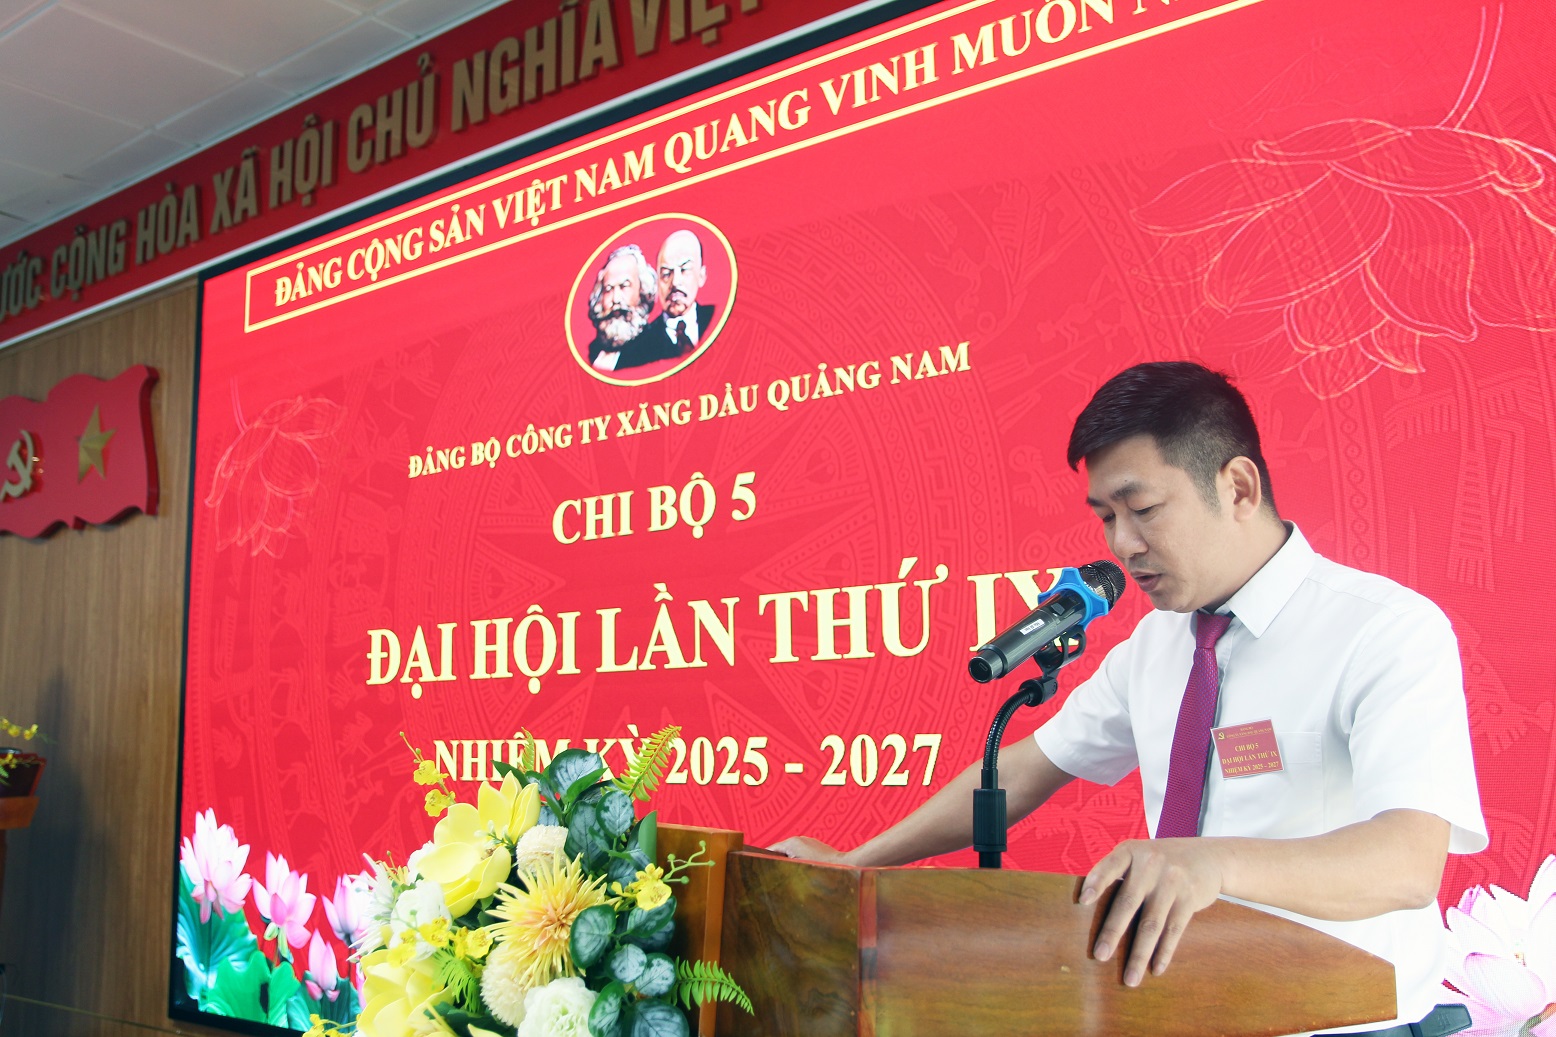 CỘNG HÒA XÃ HỘI CHỦ NGHĨA VIỆT
ĐẢNG CỘNG SẢN VIỆT NAM QUANG VINH MUÔN
ĐẢNG BỘ CÔNG TY XĂNG DẦU QUẢNG NAM
CHI BỘ 5
ĐẠI HỘI LẦN THỨ IX
NHIỆM KỲ 2025 - 2027
CHI BỘ 5
ĐẠI HỘI LẦN THỨ IX
NHIỆM KỲ 2025 - 2027